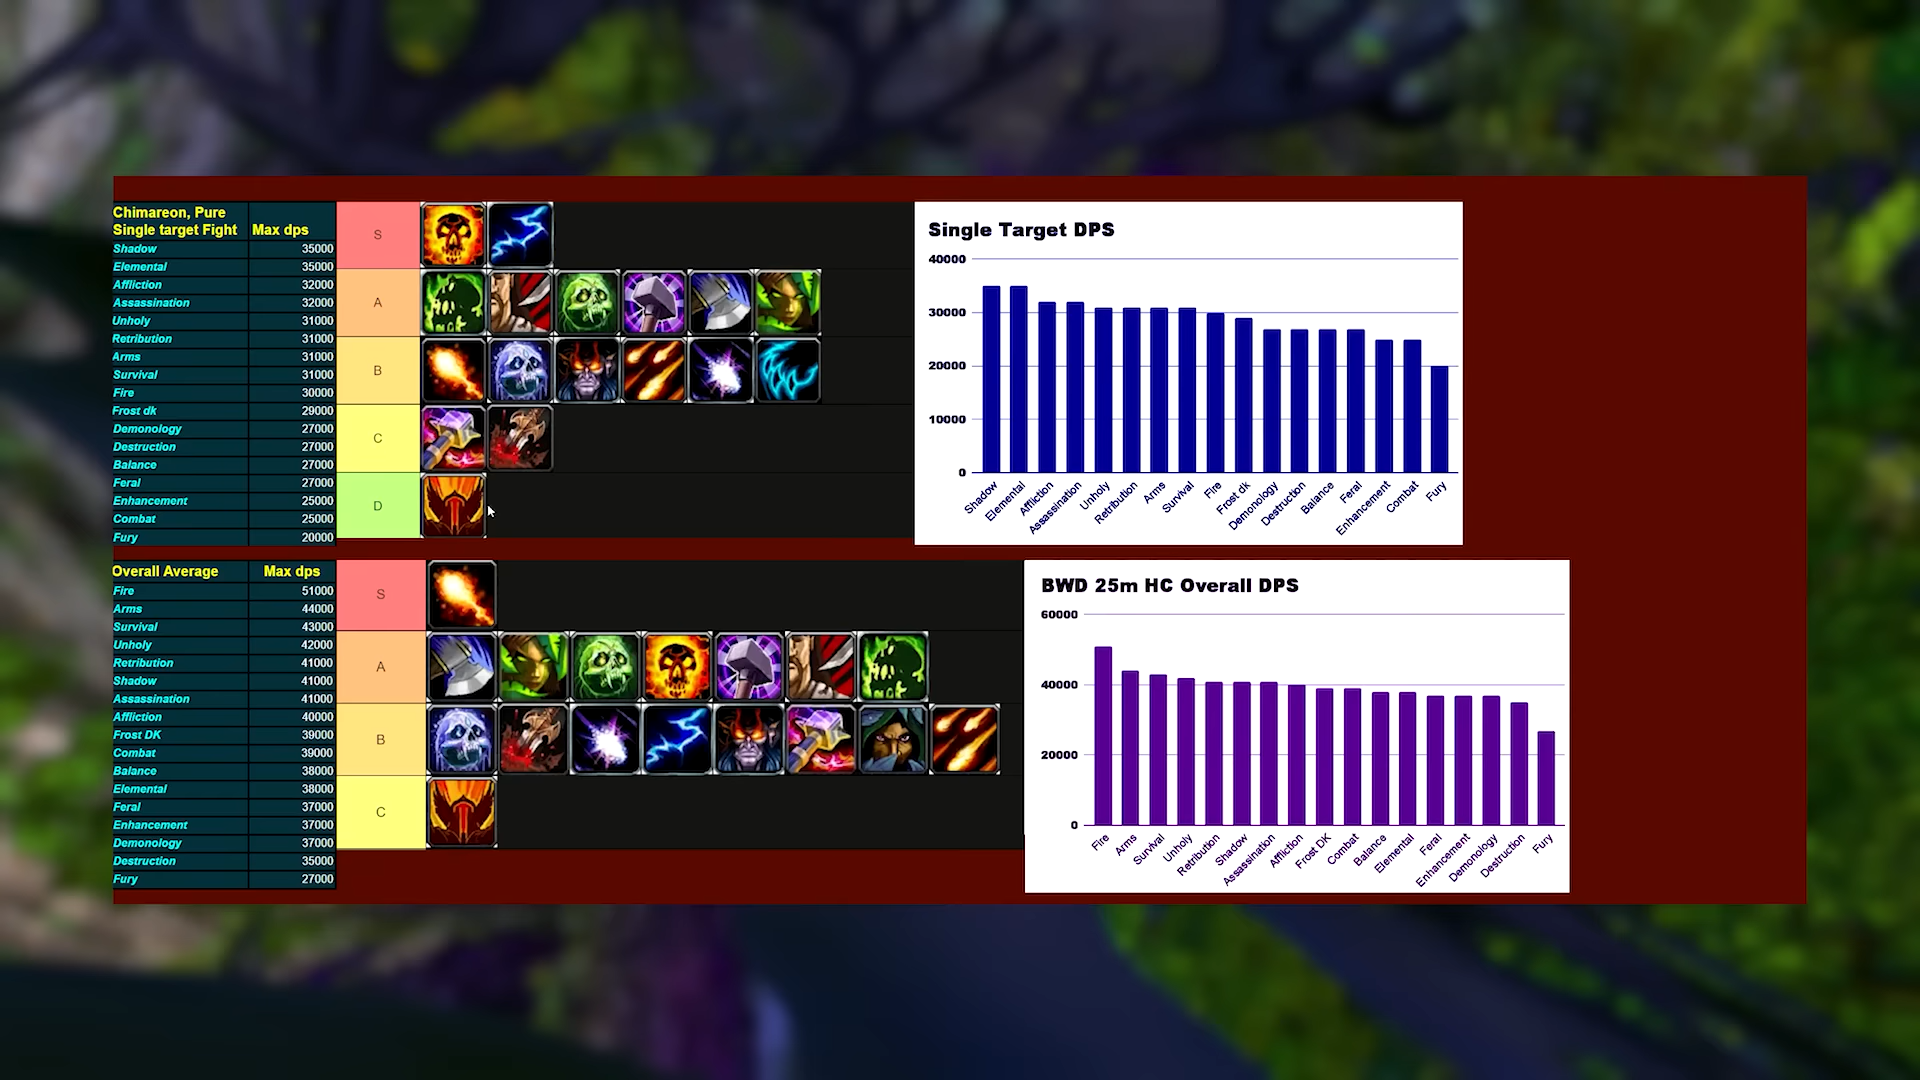 Chimareon, Pure
Single target Fight Max dps
Shadow 35000
Elemental 35000
Affliction 32000
Assassination 32000
Unholy 31000
Retribution 31000
Arms 31000
Survival 31000
Fire 30000
Frost dk 29000
Demonology 27000
Destruction 27000
Balance 27000
Feral 27000
Enhancement 25000
Combat 25000
Fury 20000
S
A
B
C
D
Single Target DPS
40000
30000
20000
10000
0
Shadow
Elemental
Affliction
Assassination
Unholy
Retribution
Arms
Survival
Fire
Frost dk
Demonology
Destruction
Balance
Feral
Enhancement
Combat
Fury
Overall Average Max dps
Fire 51000
Arms 44000
Survival 43000
Unholy 42000
Retribution 41000
Shadow 41000
Assassination 41000
Affliction 40000
Frost DK 39000
Combat 39000
Balance 38000
Elemental 38000
Feral 37000
Enhancement 37000
Demonology 37000
Destruction 35000
Fury 27000
S
A
B
C
BWD 25m HC Overall DPS
60000
40000
20000
0
Fire
Arms
Survival
Unholy
Retribution
Shadow
Assassination
Affliction
Frost DK
Combat
Balance
Elemental
Feral
Enhancement
Demonology
Destruction
Fury